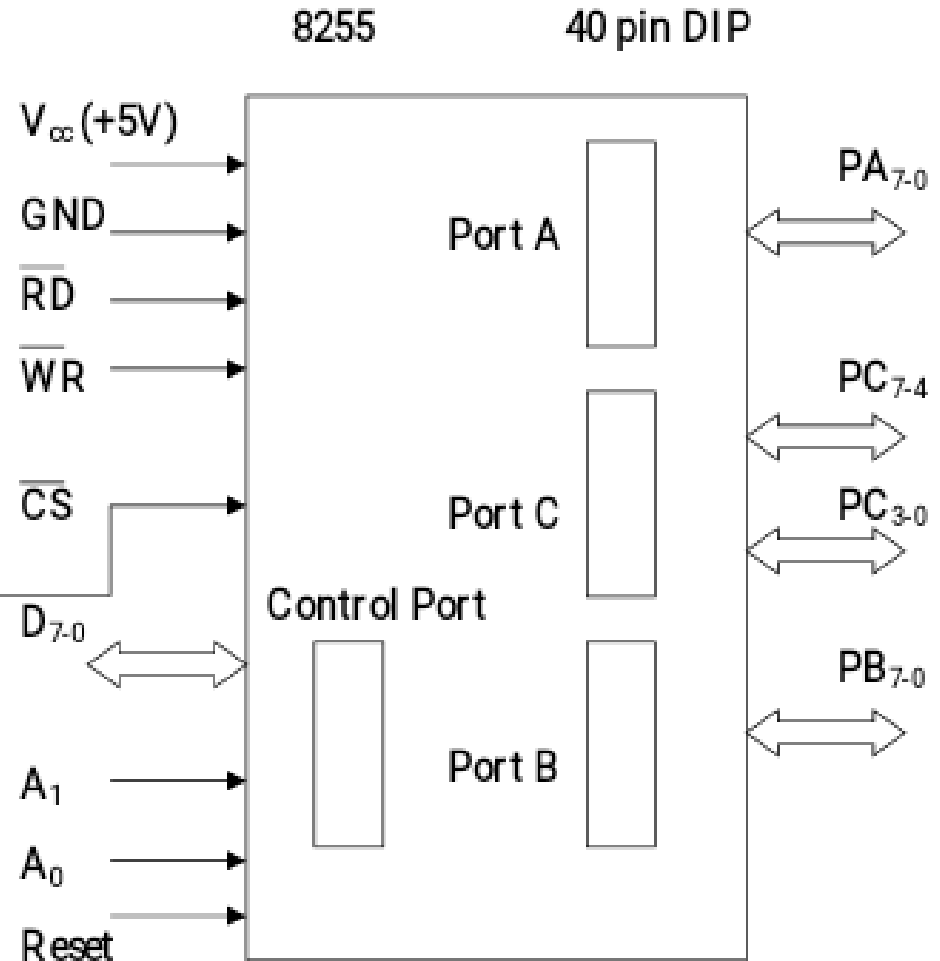 8255 40 pin DIP
Vcc (+5V)
GND
RD
WR
CS
D7-0
A1
A0
Reset
Port A
Port C
Control Port
Port B
PA7-0
PC7-4
PC3-0
PB7-0